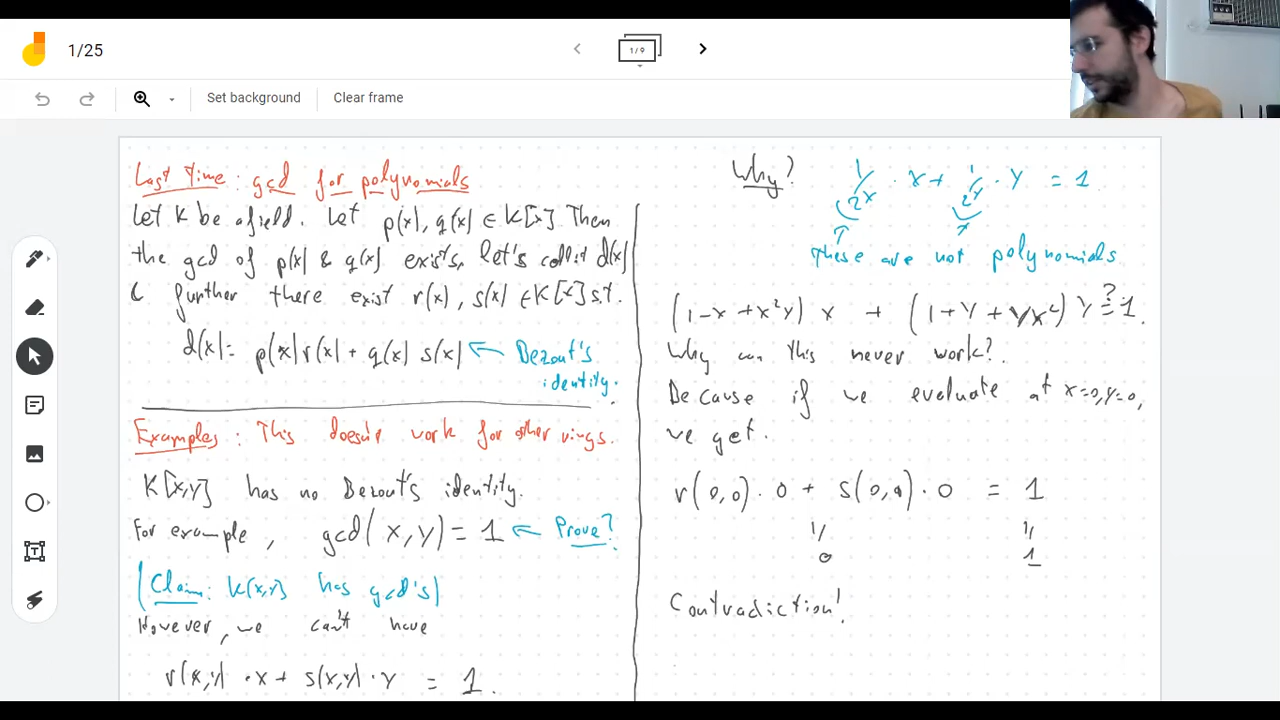 1/25
1/9
Set background
Clear frame
Last Time: gcd for polynomials
Let K be a field. Let p(x), q(x) ∈ K[x] Then
the gcd of p(x) & q(x) exists, let's call it d(x)
& further there exist r(x), s(x) ∈ K[x] s.t.
d(x) = p(x) r(x) + q(x) s(x) ← Bezout's
identity.
Examples: This doesn't work for other rings.
K[x,y] has no Bezout's identity.
For example, gcd(x,y) = 1 ← Prove?
(Claim: K(x,y) has gcd's)
However, we can't have
r(x,y) · x + s(x,y) · y = 1.
Why? 1/2x · x + 1/2y · y = 1
These are not polynomials.
(1-x+x²y) x + (1+y+yx²) y ?= 1.
Why can this never work?
Because if we evaluate at x=0, y=0,
we get.
r(0,0) · 0 + s(0,0) · 0 = 1
0 1
Contradiction!